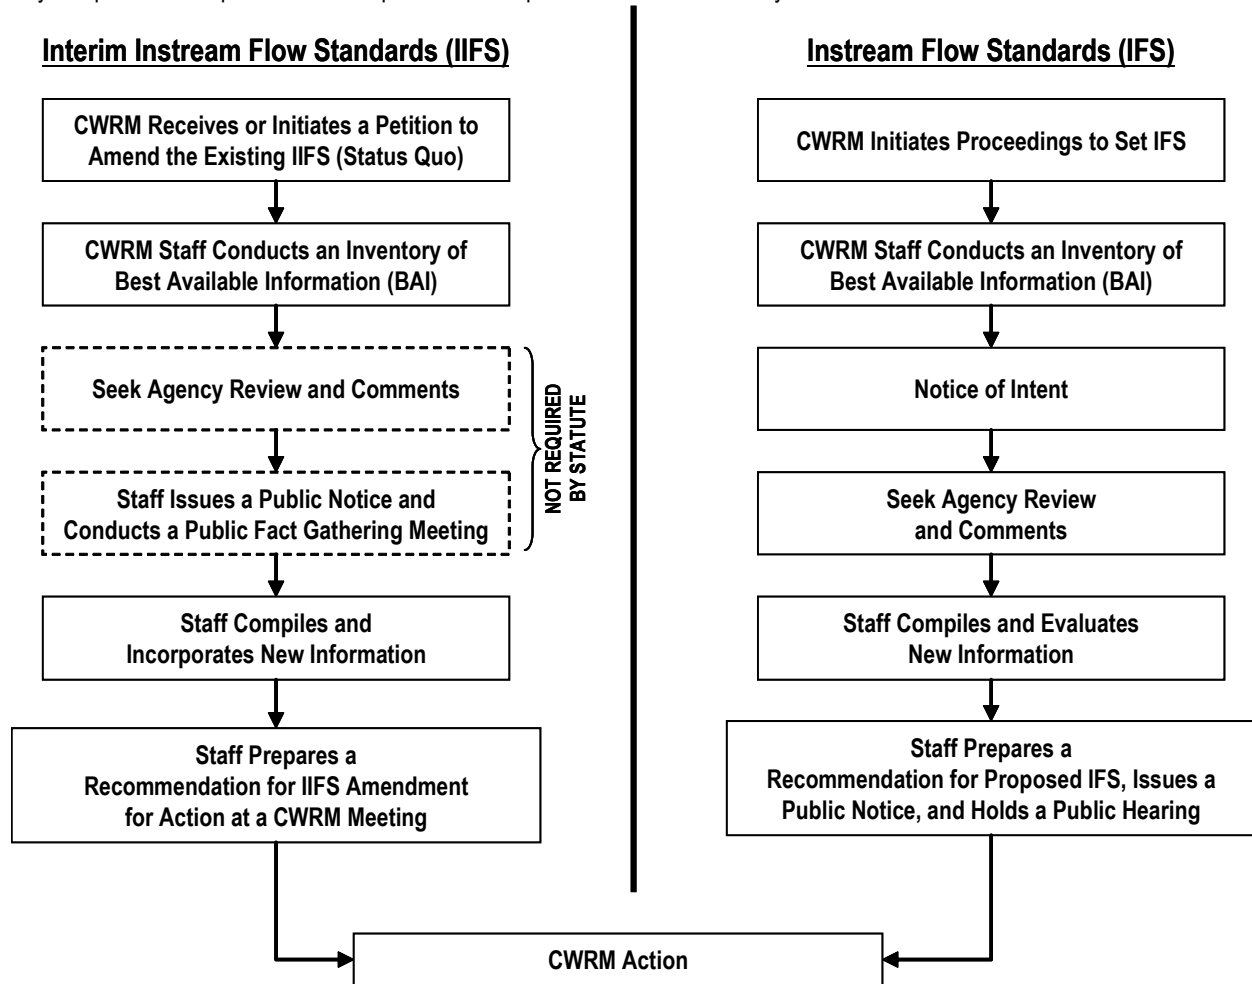 Interim Instream Flow Standards (IIFS)
CWRM Receives or Initiates a Petition to
Amend the Existing IIFS (Status Quo)
CWRM Staff Conducts an Inventory of
Best Available Information (BAI)
Seek Agency Review and Comments
Staff Issues a Public Notice and
Conducts a Public Fact Gathering Meeting
NOT REQUIRED
BY STATUTE
Staff Compiles and
Incorporates New Information
Staff Prepares a
Recommendation for IIFS Amendment
for Action at a CWRM Meeting
Instream Flow Standards (IFS)
CWRM Initiates Proceedings to Set IFS
CWRM Staff Conducts an Inventory of
Best Available Information (BAI)
Notice of Intent
Seek Agency Review
and Comments
Staff Compiles and Evaluates
New Information
Staff Prepares a
Recommendation for Proposed IFS, Issues a
Public Notice, and Holds a Public Hearing
CWRM Action